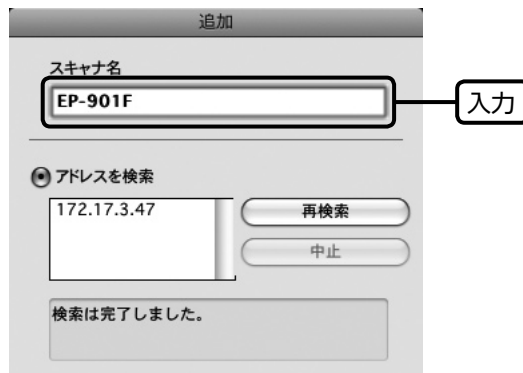 追加
スキャナ名
EP-901F
入力
アドレスを検索
172.17.3.47
再検索
中止
検索は完了しました。